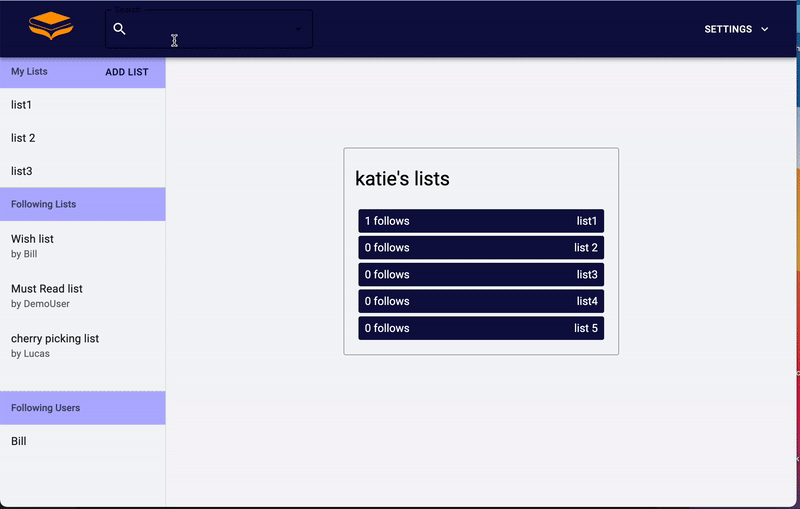 Search
SETTINGS
My Lists ADD LIST
list1
list 2
list3
Following Lists
Wish list
by Bill
Must Read list
by DemoUser
cherry picking list
by Lucas
Following Users
Bill
katie's lists
1 follows list1
0 follows list 2
0 follows list3
0 follows list4
0 follows list 5